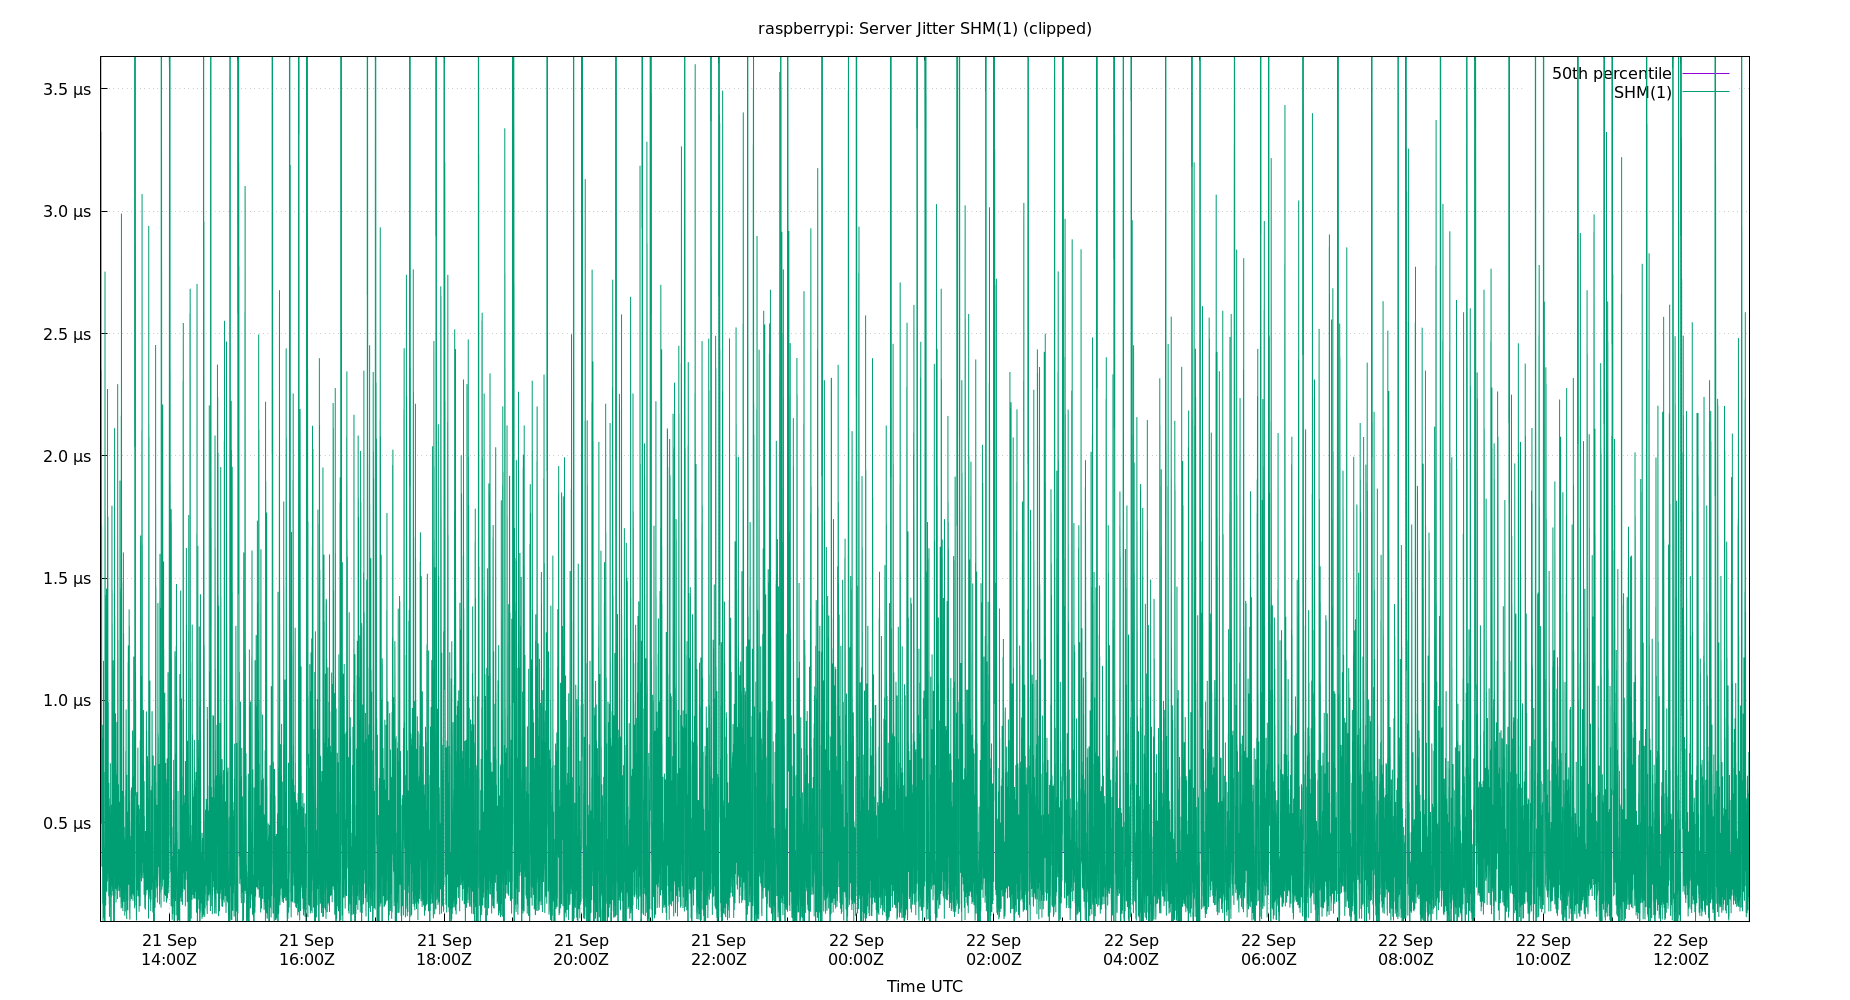 raspberrypi: Server Jitter SHM(1) (clipped)
50th percentile
SHM(1)
3.5 µs
3.0 µs
2.5 µs
2.0 µs
1.5 µs
1.0 µs
0.5 µs
21 Sep 21 Sep 21 Sep 21 Sep 21 Sep 22 Sep 22 Sep 22 Sep 22 Sep 22 Sep 22 Sep 22 Sep
14:00Z 16:00Z 18:00Z 20:00Z 22:00Z 00:00Z 02:00Z 04:00Z 06:00Z 08:00Z 10:00Z 12:00Z
Time UTC